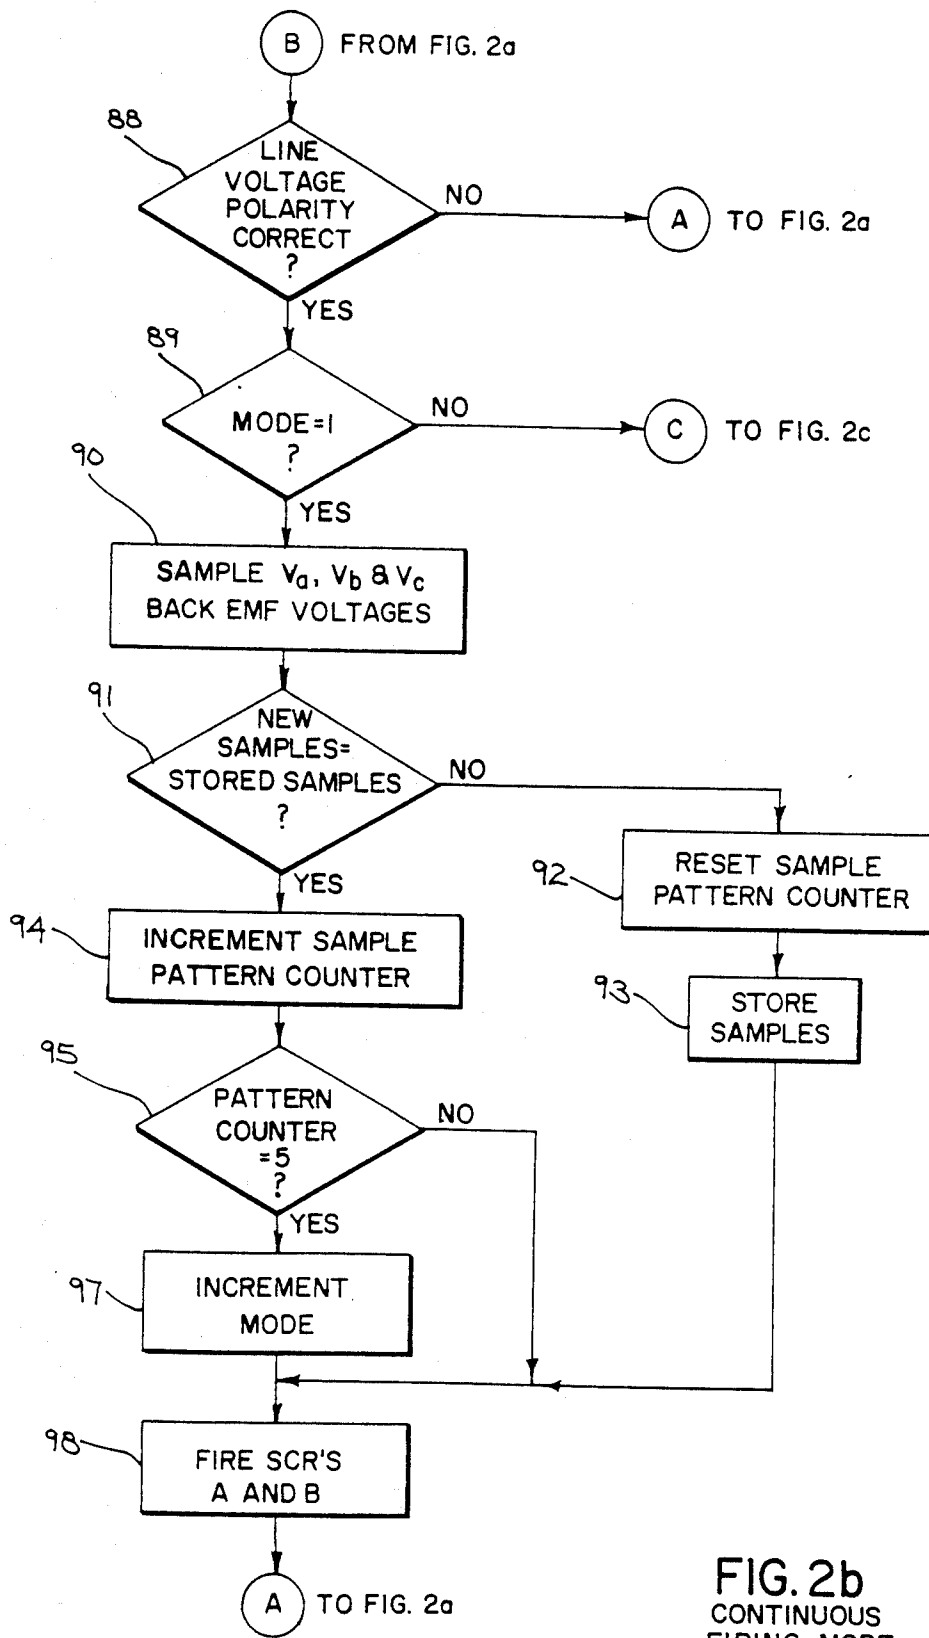 B FROM FIG. 2a
88
LINE
VOLTAGE
POLARITY
CORRECT
?
NO
A TO FIG. 2a
YES
89
MODE=1
?
NO
C TO FIG. 2c
YES
90
SAMPLE Va, Vb & Vc
BACK EMF VOLTAGES
91
NEW
SAMPLES=
STORED SAMPLES
?
NO
YES
92
RESET SAMPLE
PATTERN COUNTER
94
INCREMENT SAMPLE
PATTERN COUNTER
93
STORE
SAMPLES
95
PATTERN
COUNTER
=5
?
NO
YES
97
INCREMENT
MODE
98
FIRE SCR'S
A AND B
A TO FIG. 2a
FIG. 2b
CONTINUOUS
FIRING MODE